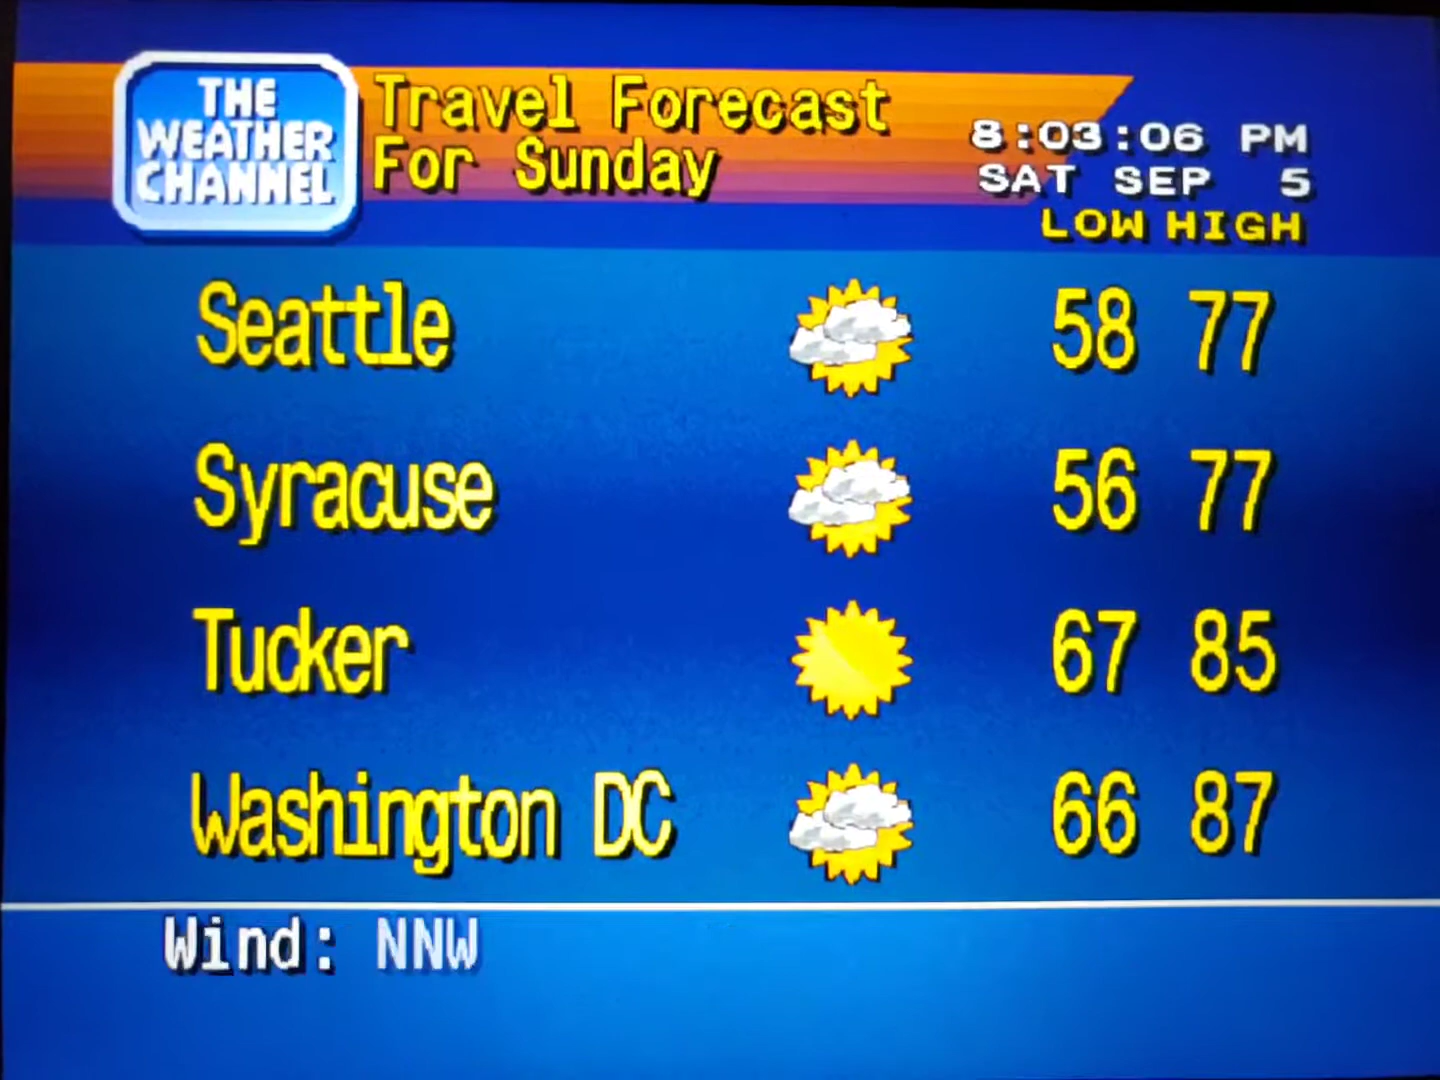 THE
WEATHER
CHANNEL
Travel Forecast
For Sunday
8:03:06 PM
SAT SEP 5
LOW HIGH
Seattle 58 77
Syracuse 56 77
Tucker 67 85
Washington DC 66 87
Wind: NNW